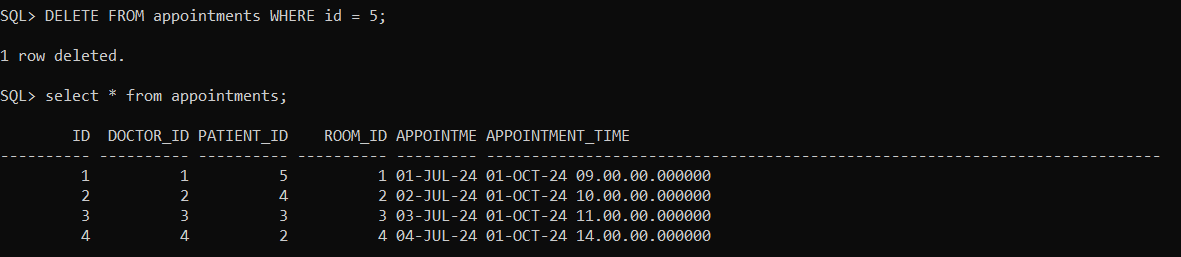 SQL> DELETE FROM appointments WHERE id = 5;
1 row deleted.
SQL> select * from appointments;
        ID  DOCTOR_ID PATIENT_ID    ROOM_ID APPOINTME APPOINTMENT_TIME
---------- ---------- ---------- ---------- --------- ---------------------------------------------------------------------------
         1          1          5          1 01-JUL-24 01-OCT-24 09.00.00.000000
         2          2          4          2 02-JUL-24 01-OCT-24 10.00.00.000000
         3          3          3          3 03-JUL-24 01-OCT-24 11.00.00.000000
         4          4          2          4 04-JUL-24 01-OCT-24 14.00.00.000000